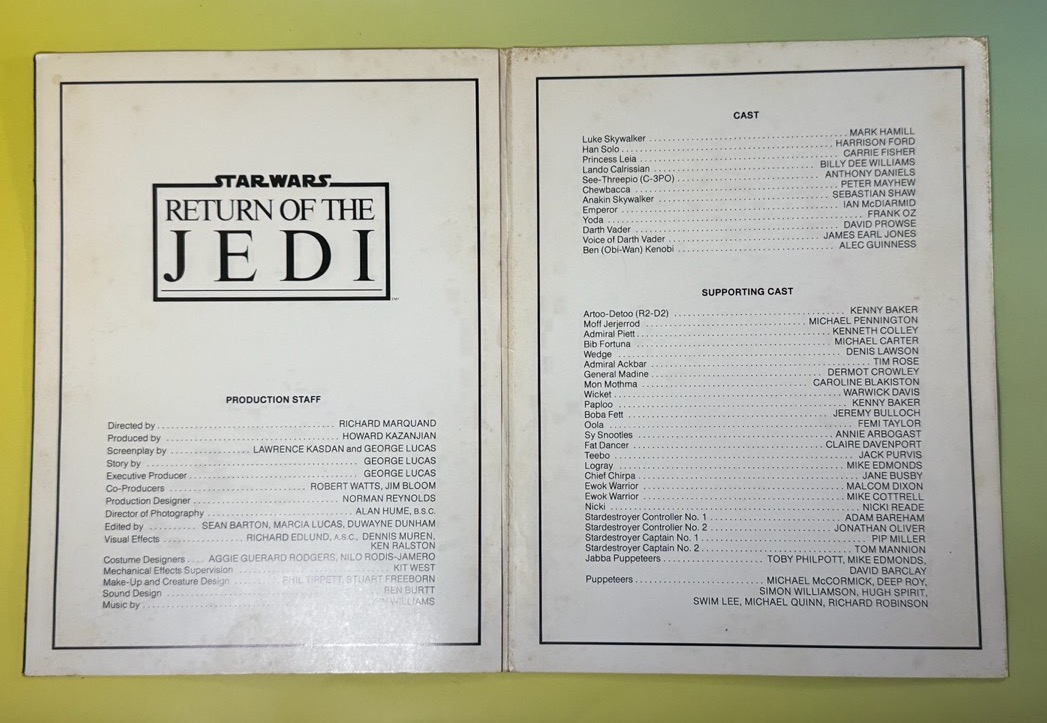 STAR WARS
RETURN OF THE
JEDI
TM
PRODUCTION STAFF
Directed by ........ RICHARD MARQUAND
Produced by ........ HOWARD KAZANJIAN
Screenplay by ........ LAWRENCE KASDAN and GEORGE LUCAS
Story by ........ GEORGE LUCAS
Executive Producer ........ GEORGE LUCAS
Co-Producers ........ ROBERT WATTS, JIM BLOOM
Production Designer ........ NORMAN REYNOLDS
Director of Photography ........ ALAN HUME, B.S.C.
Edited by ........ SEAN BARTON, MARCIA LUCAS, DUWAYNE DUNHAM
Visual Effects ........ RICHARD EDLUND, A.S.C., DENNIS MUREN,
KEN RALSTON
Costume Designers .... AGGIE GUERARD RODGERS, NILO RODIS-JAMERO
Mechanical Effects Supervision ........ KIT WEST
Make-Up and Creature Design ........ PHIL TIPPETT, STUART FREEBORN
Sound Design ........ BEN BURTT
Music by ........ WILLIAMS
CAST
Luke Skywalker ........ MARK HAMILL
Han Solo ........ HARRISON FORD
Princess Leia ........ CARRIE FISHER
Lando Calrissian ........ BILLY DEE WILLIAMS
See-Threepio (C-3PO) ........ ANTHONY DANIELS
Chewbacca ........ PETER MAYHEW
Anakin Skywalker ........ SEBASTIAN SHAW
Emperor ........ IAN McDIARMID
Yoda ........ FRANK OZ
Darth Vader ........ DAVID PROWSE
Voice of Darth Vader ........ JAMES EARL JONES
Ben (Obi-Wan) Kenobi ........ ALEC GUINNESS
SUPPORTING CAST
Artoo-Detoo (R2-D2) ........ KENNY BAKER
Moff Jerjerrod ........ MICHAEL PENNINGTON
Admiral Piett ........ KENNETH COLLEY
Bib Fortuna ........ MICHAEL CARTER
Wedge ........ DENIS LAWSON
Admiral Ackbar ........ TIM ROSE
General Madine ........ DERMOT CROWLEY
Mon Mothma ........ CAROLINE BLAKISTON
Wicket ........ WARWICK DAVIS
Paploo ........ KENNY BAKER
Boba Fett ........ JEREMY BULLOCH
Oola ........ FEMI TAYLOR
Sy Snootles ........ ANNIE ARBOGAST
Fat Dancer ........ CLAIRE DAVENPORT
Teebo ........ JACK PURVIS
Logray ........ MIKE EDMONDS
Chief Chirpa ........ JANE BUSBY
Ewok Warrior ........ MALCOM DIXON
Ewok Warrior ........ MIKE COTTRELL
Nicki ........ NICKI READE
Stardestroyer Controller No. 1 ........ ADAM BAREHAM
Stardestroyer Controller No. 2 ........ JONATHAN OLIVER
Stardestroyer Captain No. 1 ........ PIP MILLER
Stardestroyer Captain No. 2 ........ TOM MANNION
Jabba Puppeteers ........ TOBY PHILPOTT, MIKE EDMONDS,
DAVID BARCLAY
Puppeteers ........ MICHAEL McCORMICK, DEEP ROY,
SIMON WILLIAMSON, HUGH SPIRIT,
SWIM LEE, MICHAEL QUINN, RICHARD ROBINSON